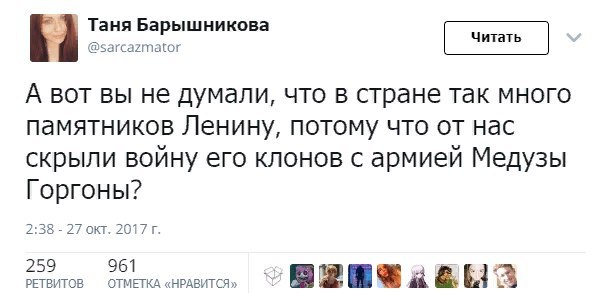 Таня Барышникова
@sarcazmator
Читать
А вот вы не думали, что в стране так много
памятников Ленину, потому что от нас
скрыли войну его клонов с армией Медузы
Горгоны?
2:38 - 27 окт. 2017 г.
259 961
РЕТВИТОВ ОТМЕТКА «НРАВИТСЯ»